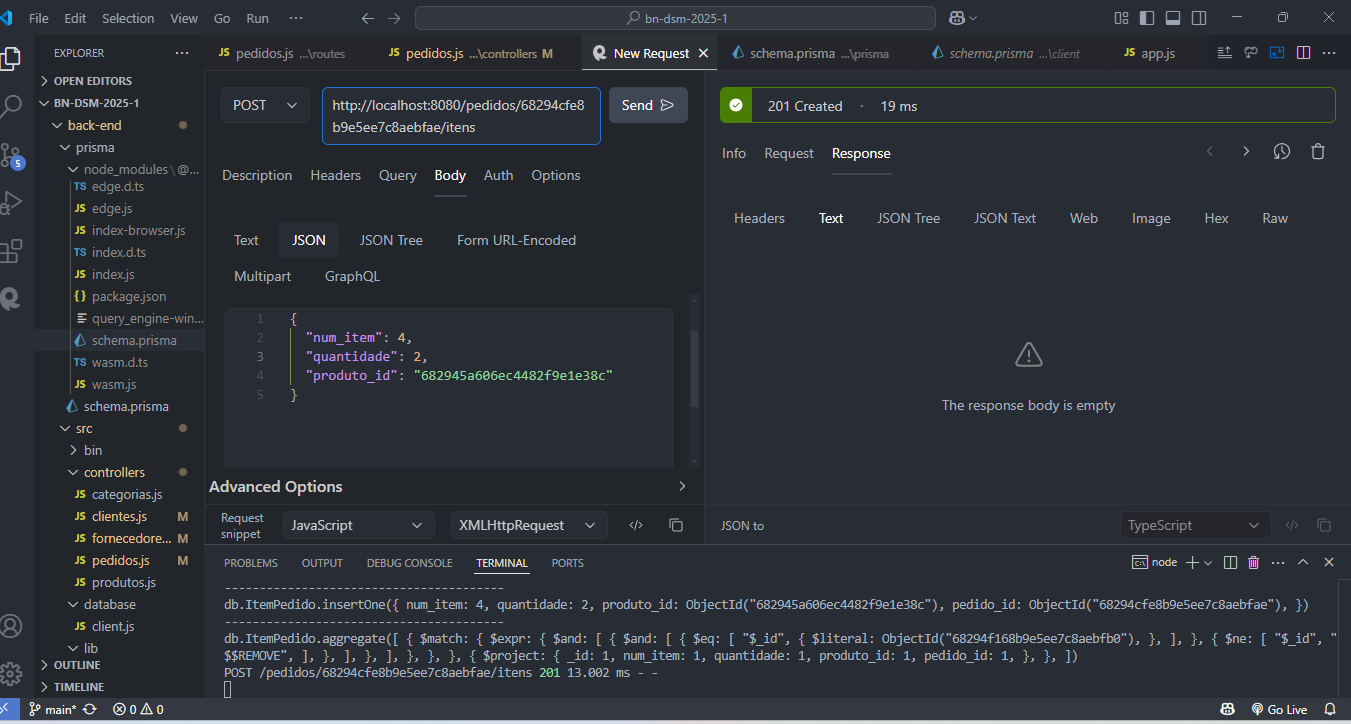 File Edit Selection View Go Run ··· bn-dsm-2025-1
EXPLORER ···
OPEN EDITORS
BN-DSM-2025-1
back-end
prisma
node_modules \ @...
TS edge.d.ts
JS edge.js
JS index-browser.js
TS index.d.ts
JS index.js
{} package.json
query_engine-win...
schema.prisma
TS wasm.d.ts
JS wasm.js
schema.prisma
src
bin
controllers
JS categorias.js
JS clientes.js M
JS fornecedore... M
JS pedidos.js M
JS produtos.js
database
JS client.js
lib
OUTLINE
TIMELINE
5
JS pedidos.js ...\routes
JS pedidos.js ...\controllers M
New Request
schema.prisma ...\prisma
schema.prisma ...\client
JS app.js
···
POST
http://localhost:8080/pedidos/68294cfe8
b9e5ee7c8aebfae/itens
Send
Description Headers Query Body Auth Options
Text JSON JSON Tree Form URL-Encoded
Multipart GraphQL
1 {
2 "num_item": 4,
3 "quantidade": 2,
4 "produto_id": "682945a606ec4482f9e1e38c"
5 }
Advanced Options
Request
snippet
JavaScript XMLHttpRequest </>
201 Created · 19 ms
Info Request Response
Headers Text JSON Tree JSON Text Web Image Hex Raw
The response body is empty
JSON to TypeScript </>
PROBLEMS OUTPUT DEBUG CONSOLE TERMINAL PORTS
node ···
----------------------------------------
db.ItemPedido.insertOne({ num_item: 4, quantidade: 2, produto_id: ObjectId("682945a606ec4482f9e1e38c"), pedido_id: ObjectId("68294cfe8b9e5ee7c8aebfae"), })
----------------------------------------
db.ItemPedido.aggregate([ { $match: { $expr: { $and: [ { $and: [ { $eq: [ "$_id", { $literal: ObjectId("68294f168b9e5ee7c8aebfb0"), }, ], }, { $ne: [ "$_id", "
$$REMOVE", ], }, ], }, ], }, }, }, { $project: { _id: 1, num_item: 1, quantidade: 1, produto_id: 1, pedido_id: 1, }, }, ])
POST /pedidos/68294cfe8b9e5ee7c8aebfae/itens 201 13.002 ms - -
main* 0 0 Go Live